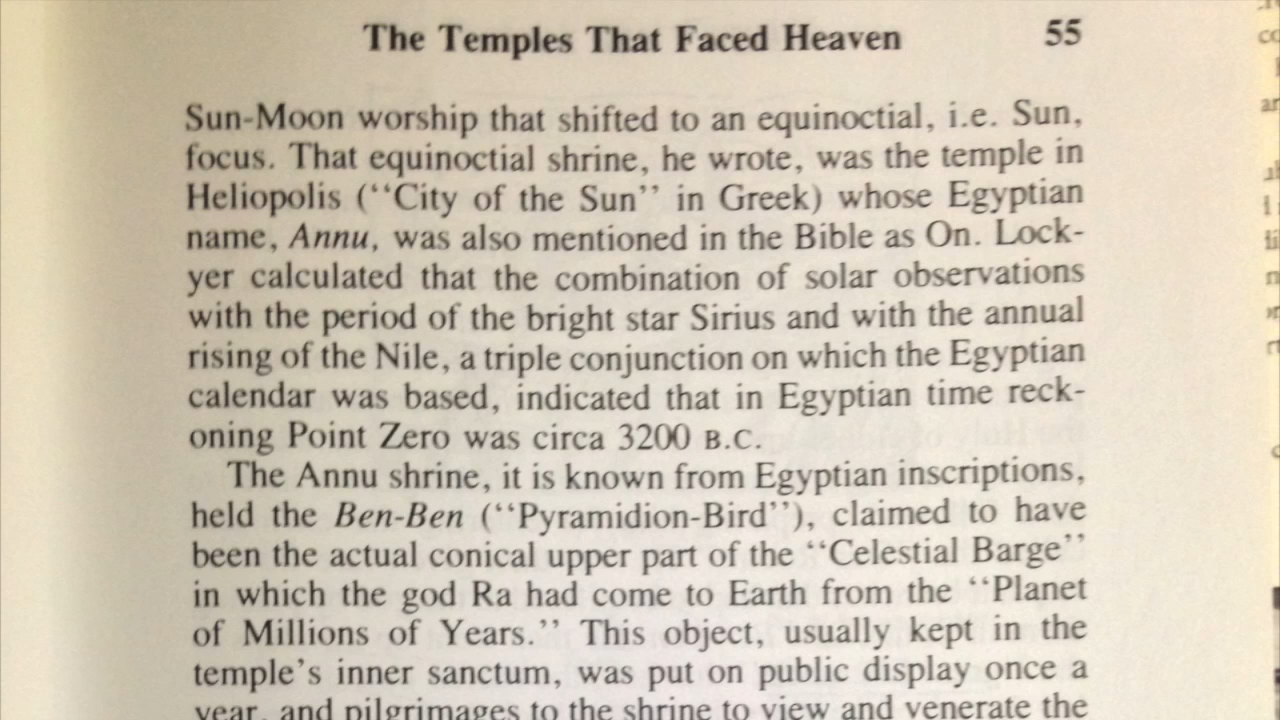 The Temples That Faced Heaven 55
Sun-Moon worship that shifted to an equinoctial, i.e. Sun,
focus. That equinoctial shrine, he wrote, was the temple in
Heliopolis (“City of the Sun” in Greek) whose Egyptian
name, Annu, was also mentioned in the Bible as On. Lock-
yer calculated that the combination of solar observations
with the period of the bright star Sirius and with the annual
rising of the Nile, a triple conjunction on which the Egyptian
calendar was based, indicated that in Egyptian time reck-
oning Point Zero was circa 3200 B.C.
The Annu shrine, it is known from Egyptian inscriptions,
held the Ben-Ben (“Pyramidion-Bird”), claimed to have
been the actual conical upper part of the “Celestial Barge”
in which the god Ra had come to Earth from the “Planet
of Millions of Years.” This object, usually kept in the
temple’s inner sanctum, was put on public display once a
year, and pilgrimages to the shrine to view and venerate the